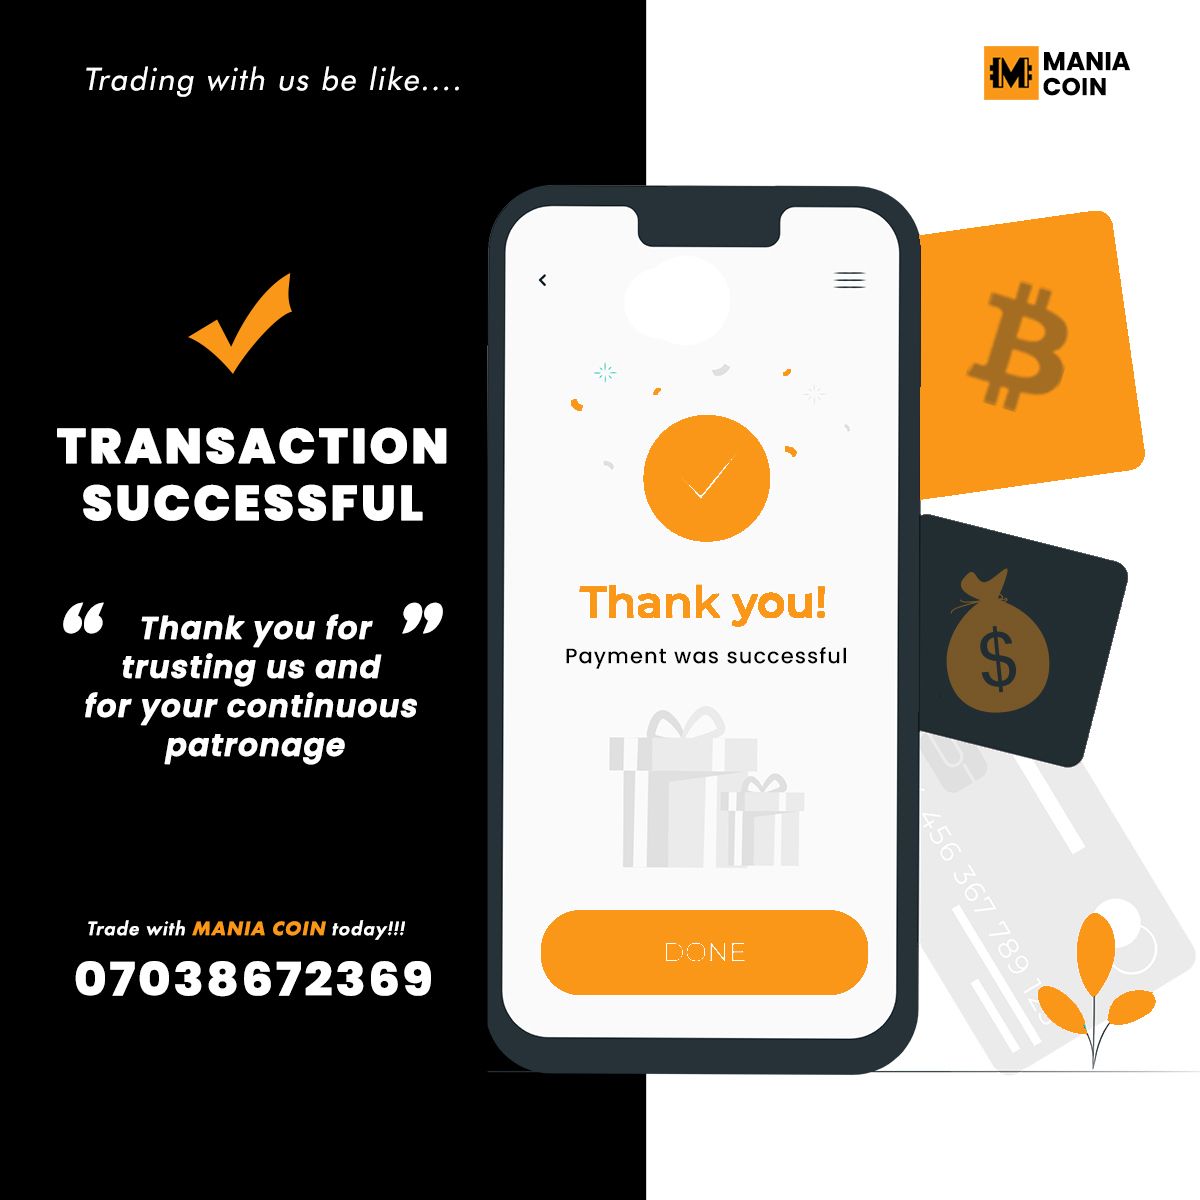 Trading with us be like....
MANIA
COIN
TRANSACTION
SUCCESSFUL
“ Thank you for ”
trusting us and
for your continuous
patronage
Trade with MANIA COIN today!!!
07038672369
Thank you!
Payment was successful
DONE
$
456 367 789 123